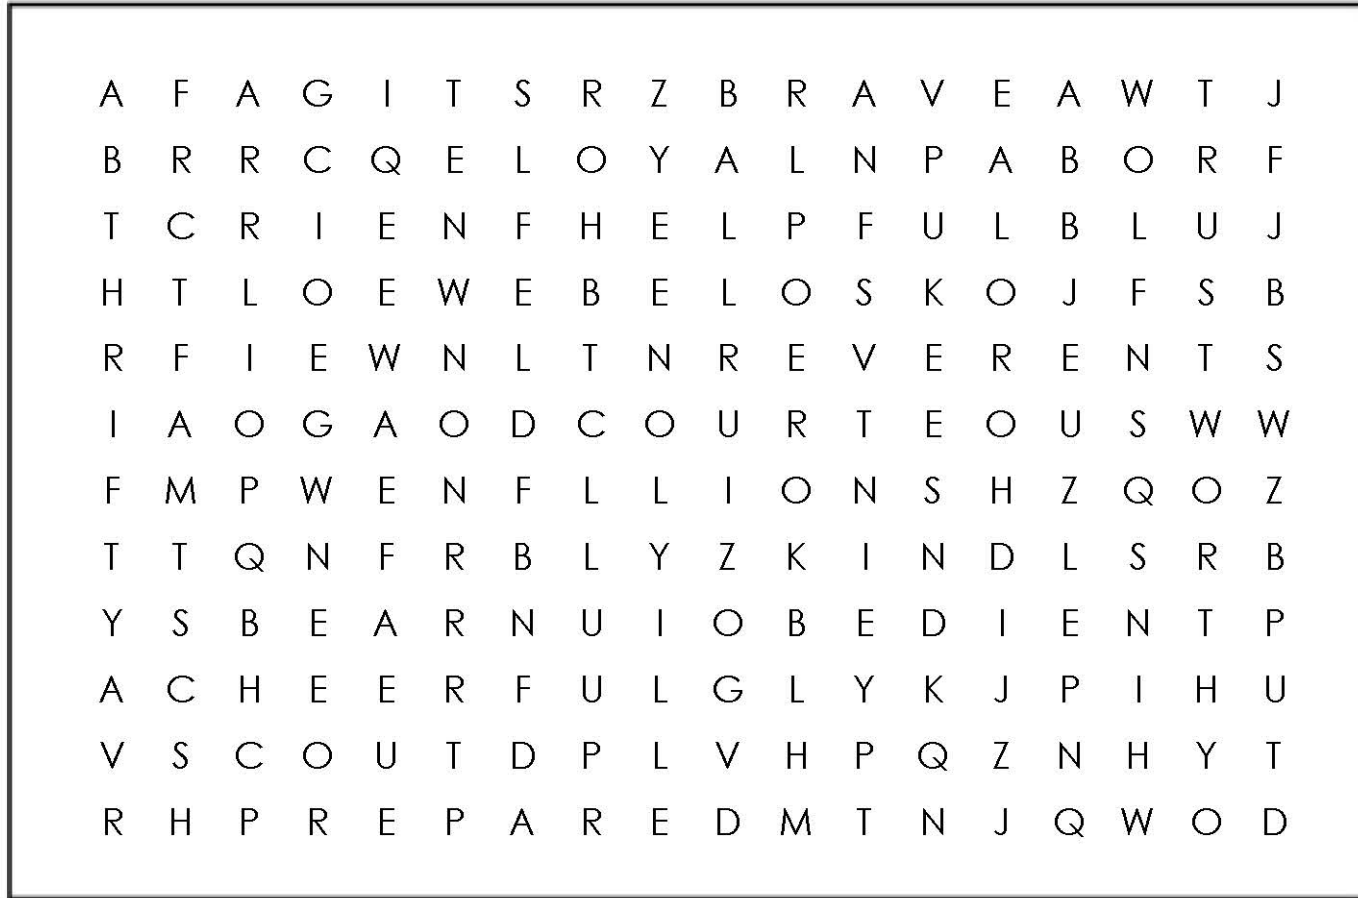 A F A G I T S R Z B R A V E A W T J
B R R C Q E L O Y A L N P A B O R F
T C R I E N F H E L P F U L B L U J
H T L O E W E B E L O S K O J F S B
R F I E W N L T N R E V E R E N T S
I A O G A O D C O U R T E O U S W W
F M P W E N F L L I O N S H Z Q O Z
T T Q N F R B L Y Z K I N D L S R B
Y S B E A R N U I O B E D I E N T P
A C H E E R F U L G L Y K J P I H U
V S C O U T D P L V H P Q Z N H Y T
R H P R E P A R E D M T N J Q W O D